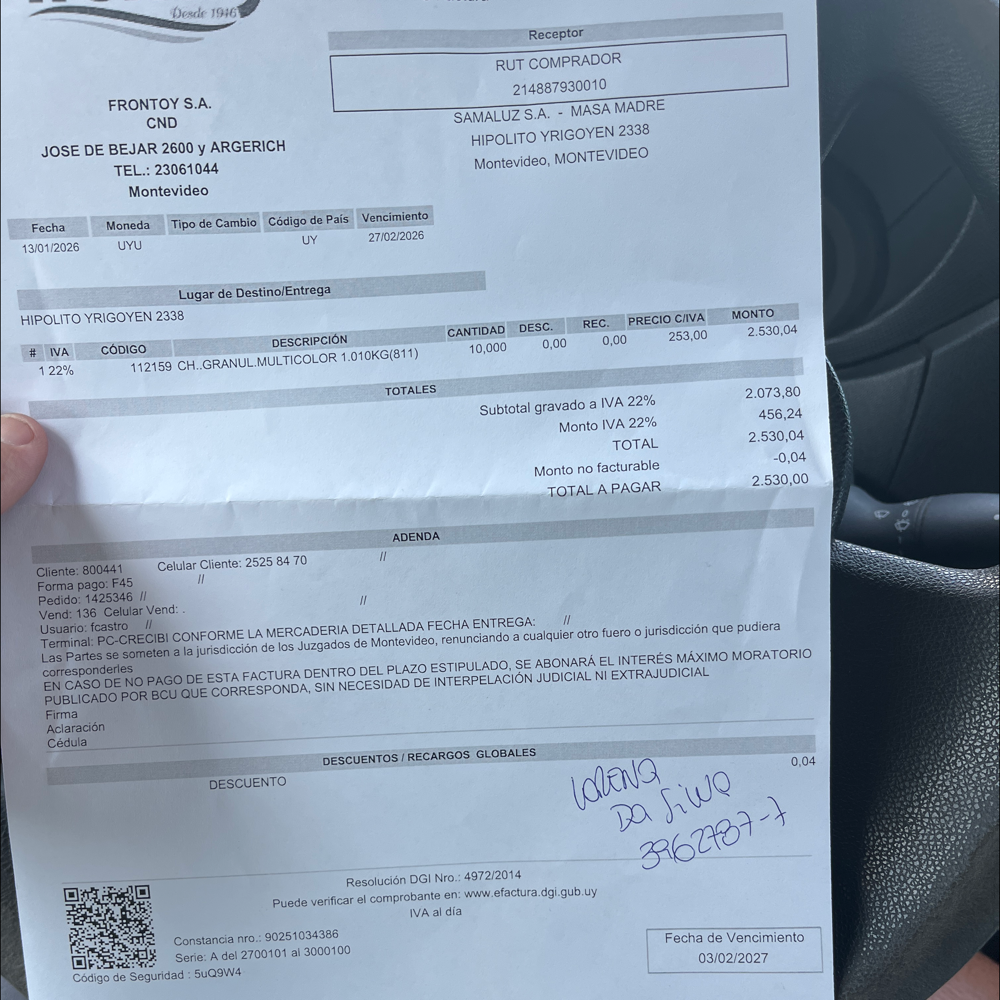 Desde 1946
Receptor
RUT COMPRADOR
214887930010
SAMALUZ S.A. - MASA MADRE
HIPOLITO YRIGOYEN 2338
Montevideo, MONTEVIDEO
FRONTOY S.A.
CND
JOSE DE BEJAR 2600 y ARGERICH
TEL.: 23061044
Montevideo
Fecha Moneda Tipo de Cambio Código de País Vencimiento
13/01/2026 UYU UY 27/02/2026
Lugar de Destino/Entrega
HIPOLITO YRIGOYEN 2338
# IVA CÓDIGO DESCRIPCIÓN CANTIDAD DESC. REC. PRECIO C/IVA MONTO
1 22% 112159 CH..GRANUL.MULTICOLOR 1.010KG(811) 10,000 0,00 0,00 253,00 2.530,04
TOTALES
Subtotal gravado a IVA 22% 2.073,80
Monto IVA 22% 456,24
TOTAL 2.530,04
Monto no facturable -0,04
TOTAL A PAGAR 2.530,00
ADENDA
Cliente: 800441 Celular Cliente: 2525 84 70 //
Forma pago: F45 //
Pedido: 1425346 //
Vend: 136 Celular Vend: . //
Usuario: fcastro //
Terminal: PC-CRECIBI CONFORME LA MERCADERIA DETALLADA FECHA ENTREGA: //
Las Partes se someten a la jurisdicción de los Juzgados de Montevideo, renunciando a cualquier otro fuero o jurisdicción que pudiera
corresponderles
EN CASO DE NO PAGO DE ESTA FACTURA DENTRO DEL PLAZO ESTIPULADO, SE ABONARÁ EL INTERÉS MÁXIMO MORATORIO
PUBLICADO POR BCU QUE CORRESPONDA, SIN NECESIDAD DE INTERPELACIÓN JUDICIAL NI EXTRAJUDICIAL
Firma
Aclaración
Cédula
DESCUENTOS / RECARGOS GLOBALES
DESCUENTO 0,04
LORENA
DA SILVA
3962787-7
Resolución DGI Nro.: 4972/2014
Puede verificar el comprobante en: www.efactura.dgi.gub.uy
IVA al día
Constancia nro.: 90251034386
Serie: A del 2700101 al 3000100
Código de Seguridad : 5uQ9W4
Fecha de Vencimiento
03/02/2027